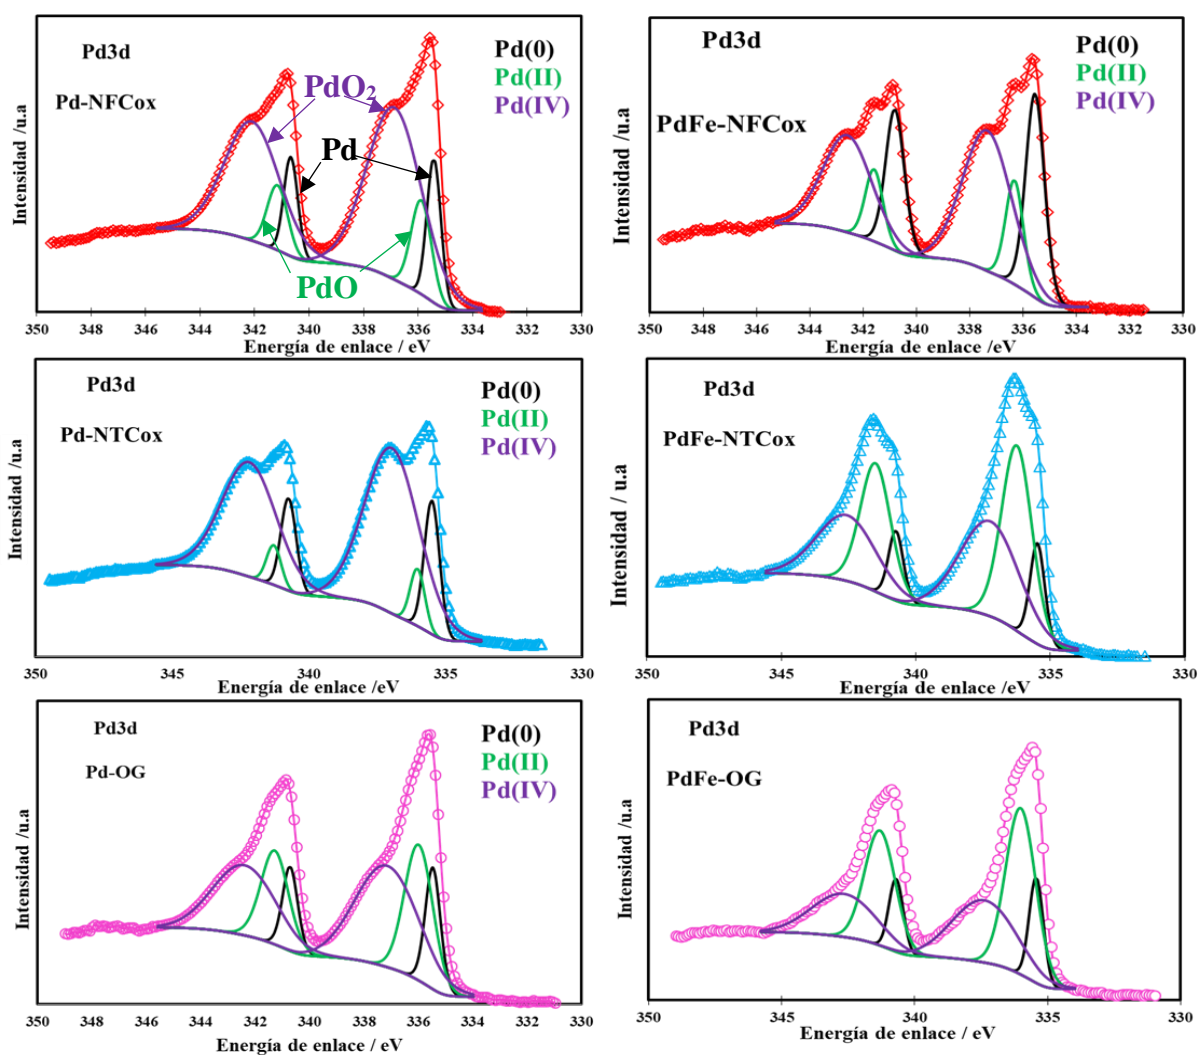 Pd3d
Pd-NFCox
Pd(0)
Pd(II)
Pd(IV)
PdO2
Pd
PdO
Intensidad /u.a
350 348 346 344 342 340 338 336 334 332 330
Energía de enlace / eV
Pd3d
PdFe-NFCox
Pd(0)
Pd(II)
Pd(IV)
Intensidad /u.a
350 348 346 344 342 340 338 336 334 332 330
Energía de enlace /eV
Pd3d
Pd-NTCox
Pd(0)
Pd(II)
Pd(IV)
Intensidad /u.a
350 345 340 335 330
Energía de enlace /eV
Pd3d
PdFe-NTCox
Intensidad / u.a
350 345 340 335 330
Energía de enlace /eV
Pd3d
Pd-OG
Pd(0)
Pd(II)
Pd(IV)
Intensidad /u.a
350 348 346 344 342 340 338 336 334 332 330
Energía de enlace / eV
Pd3d
PdFe-OG
Intensidad /u.a
350 345 340 335 330
Energía de enlace / eV